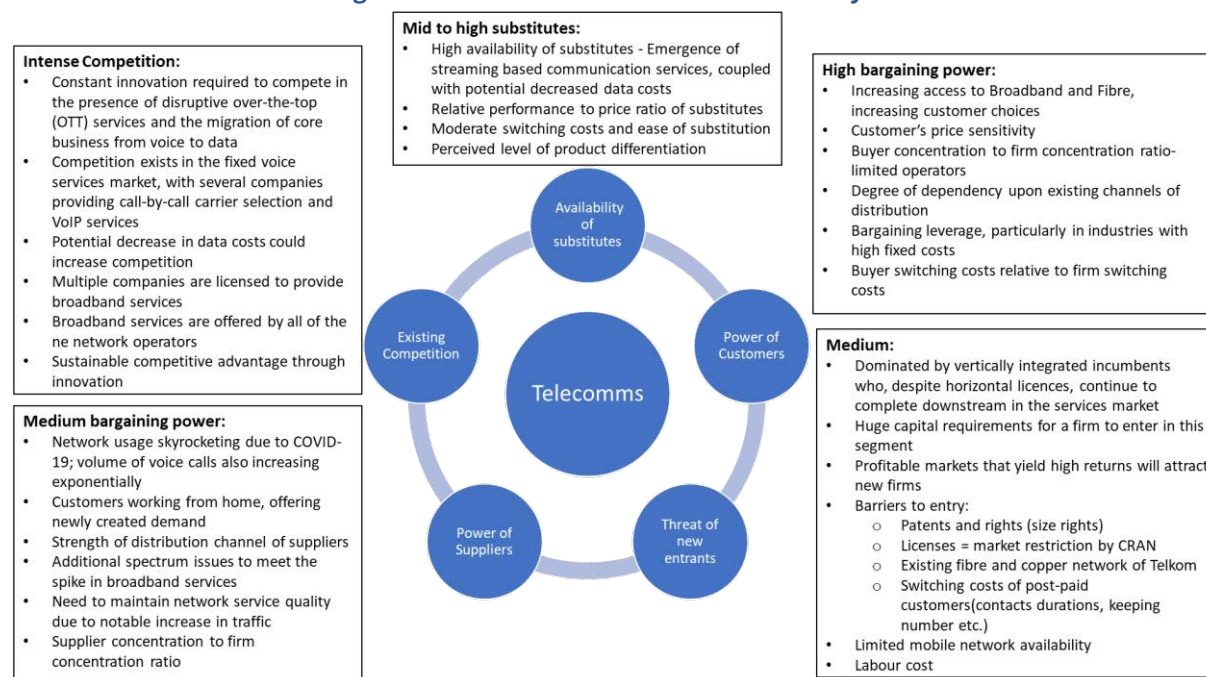 Mid to high substitutes:
• High availability of substitutes - Emergence of
streaming based communication services, coupled
with potential decreased data costs
• Relative performance to price ratio of substitutes
• Moderate switching costs and ease of substitution
• Perceived level of product differentiation
Intense Competition:
• Constant innovation required to compete in
the presence of disruptive over-the-top
(OTT) services and the migration of core
business from voice to data
• Competition exists in the fixed voice
services market, with several companies
providing call-by-call carrier selection and
VoIP services
• Potential decrease in data costs could
increase competition
• Multiple companies are licensed to provide
broadband services
• Broadband services are offered by all of the
ne network operators
• Sustainable competitive advantage through
innovation
High bargaining power:
• Increasing access to Broadband and Fibre,
increasing customer choices
• Customer's price sensitivity
• Buyer concentration to firm concentration ratio-
limited operators
• Degree of dependency upon existing channels of
distribution
• Bargaining leverage, particularly in industries with
high fixed costs
• Buyer switching costs relative to firm switching
costs
Availability
of
substitutes
Existing
Competition
Power of
Customers
Telecomms
Power of
Suppliers
Threat of
new
entrants
Medium bargaining power:
• Network usage skyrocketing due to COVID-
19; volume of voice calls also increasing
exponentially
• Customers working from home, offering
newly created demand
• Strength of distribution channel of suppliers
• Additional spectrum issues to meet the
spike in broadband services
• Need to maintain network service quality
due to notable increase in traffic
• Supplier concentration to firm
concentration ratio
Medium:
• Dominated by vertically integrated incumbents
who, despite horizontal licences, continue to
complete downstream in the services market
• Huge capital requirements for a firm to enter in this
segment
• Profitable markets that yield high returns will attract
new firms
• Barriers to entry:
o Patents and rights (size rights)
o Licenses = market restriction by CRAN
o Existing fibre and copper network of Telkom
o Switching costs of post-paid
customers(contacts durations, keeping
number etc.)
• Limited mobile network availability
• Labour cost